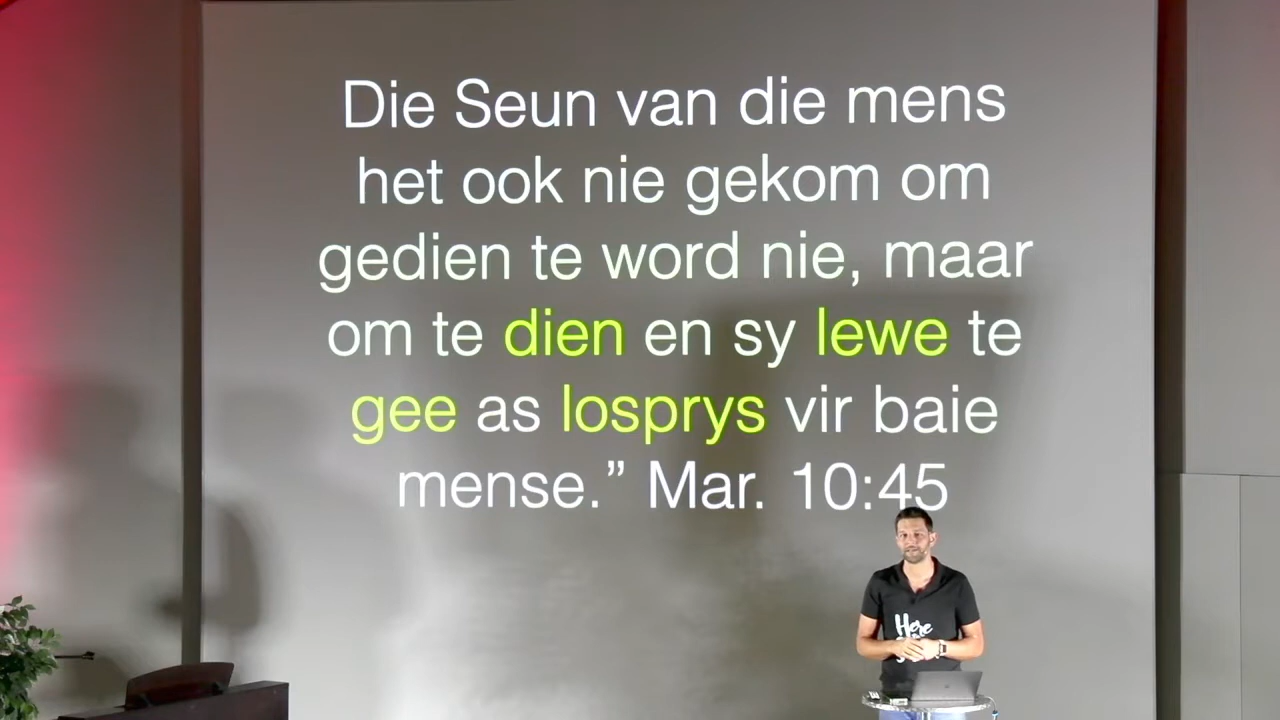 Die Seun van die mens
het ook nie gekom om
gedien te word nie, maar
om te dien en sy lewe te
gee as losprys vir baie
mense.” Mar. 10:45
Here